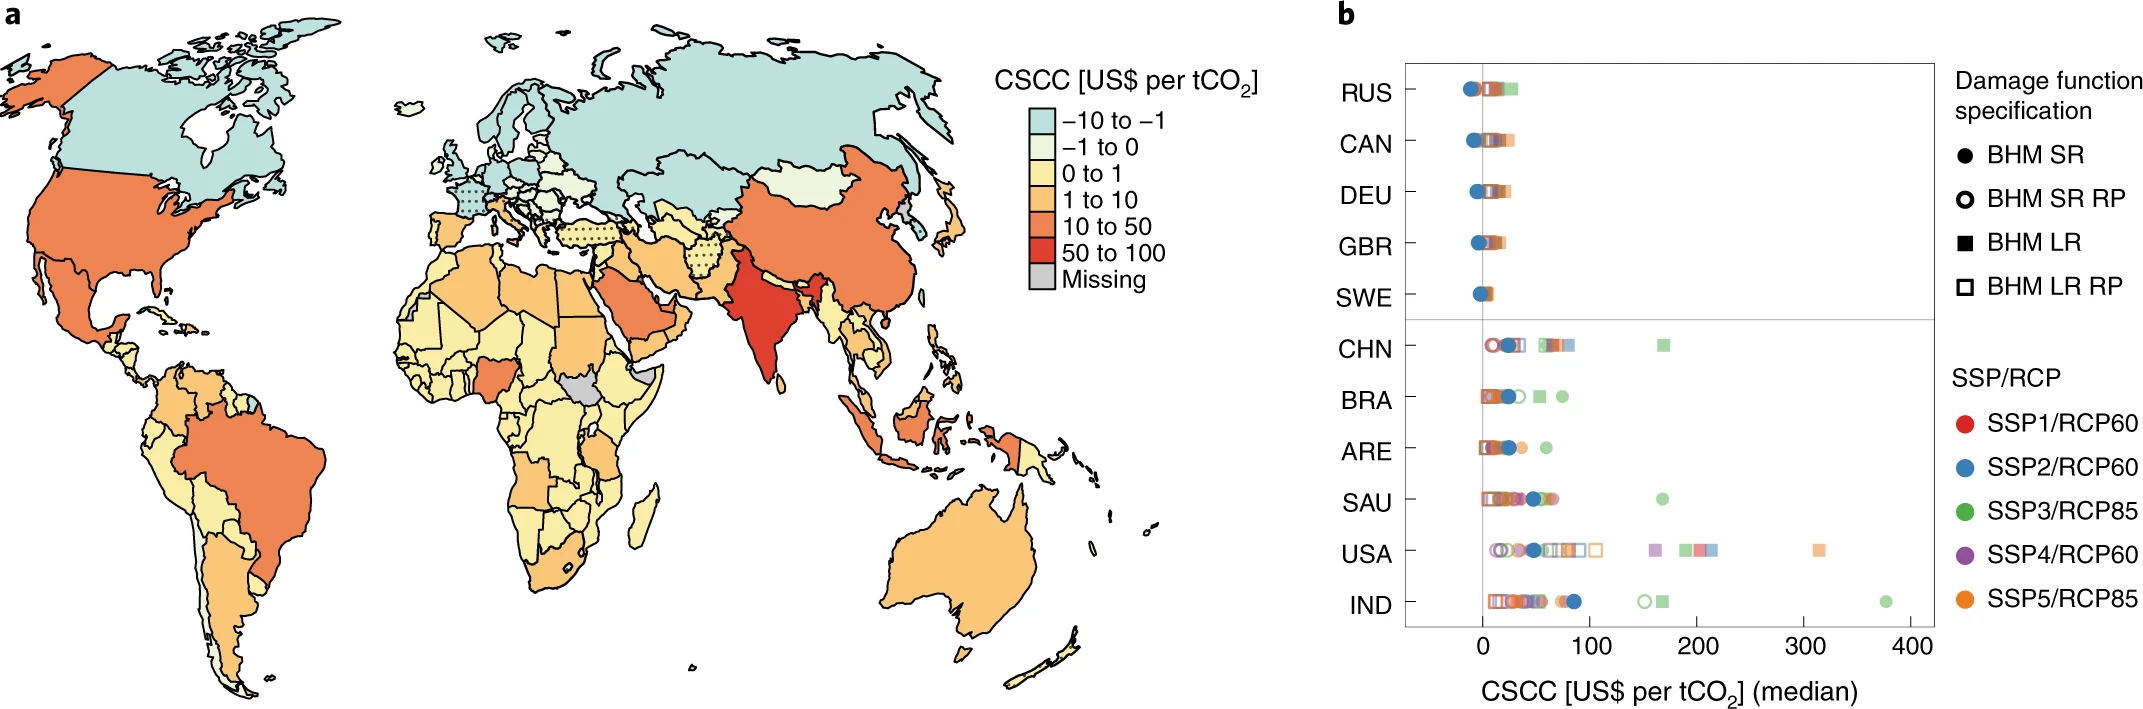 a
CSCC [US$ per tCO2]
−10 to −1
−1 to 0
0 to 1
1 to 10
10 to 50
50 to 100
Missing
b
RUS
CAN
DEU
GBR
SWE
CHN
BRA
ARE
SAU
USA
IND
0 100 200 300 400
CSCC [US$ per tCO2] (median)
Damage function
specification
BHM SR
BHM SR RP
BHM LR
BHM LR RP
SSP/RCP
SSP1/RCP60
SSP2/RCP60
SSP3/RCP85
SSP4/RCP60
SSP5/RCP85